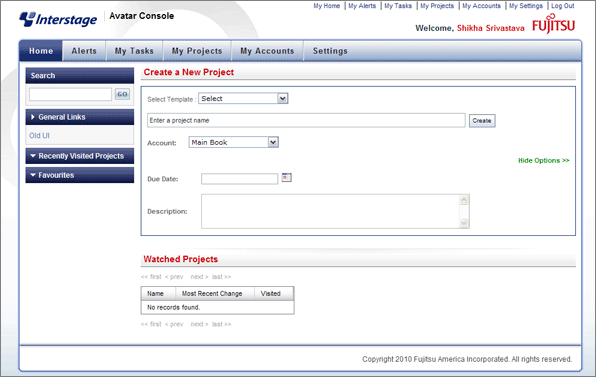 My Home | My Alerts | My Tasks | My Projects | My Accounts | My Settings | Log Out
Interstage Avatar Console
Welcome, Shikha Srivastava FUJITSU
Home Alerts My Tasks My Projects My Accounts Settings
Search
GO
General Links
Old UI
Recently Visited Projects
Favourites
Create a New Project
Select Template : Select
Enter a project name Create
Account: Main Book
Hide Options >>
Due Date:
Description:
Watched Projects
<< first < prev next > last >>
Name Most Recent Change Visited
No records found.
<< first < prev next > last >>
Copyright 2010 Fujitsu America Incorporated. All rights reserved.